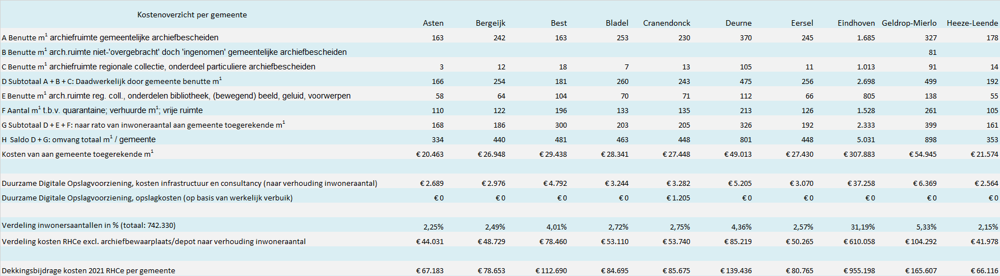 Kostenoverzicht per gemeente
Asten Bergeijk Best Bladel Cranendonck Deurne Eersel Eindhoven Geldrop-Mierlo Heeze-Leende
A Benutte m¹ archiefruimte gemeentelijke archiefbescheiden 163 242 163 253 230 370 245 1.685 327 178
B Benutte m¹ arch.ruimte niet-'overgebracht' doch 'ingenomen' gemeentelijke archiefbescheiden 81
C Benutte m¹ archiefruimte regionale collectie, onderdeel particuliere archiefbescheiden 3 12 18 7 13 105 11 1.013 91 14
D Subtotaal A + B + C: Daadwerkelijk door gemeente benutte m¹ 166 254 181 260 243 475 256 2.698 499 192
E Benutte m¹ arch.ruimte reg. coll., onderdelen bibliotheek, (bewegend) beeld, geluid, voorwerpen 58 64 104 70 71 112 66 805 138 55
F Aantal m¹ t.b.v. quarantaine; verhuurde m¹; vrije ruimte 110 122 196 133 135 213 126 1.528 261 105
G Subtotaal D + E + F: naar rato van inwoneraantal aan gemeente toegerekende m¹ 168 186 300 203 205 326 192 2.333 399 161
H Saldo D + G: omvang totaal m¹ / gemeente 334 440 481 463 448 801 448 5.031 898 353
Kosten van aan gemeente toegerekende m¹ € 20.463 € 26.948 € 29.438 € 28.341 € 27.448 € 49.013 € 27.430 € 307.883 € 54.945 € 21.574
Duurzame Digitale Opslagvoorziening, kosten infrastructuur en consultancy (naar verhouding inwoneraantal) € 2.689 € 2.976 € 4.792 € 3.244 € 3.282 € 5.205 € 3.070 € 37.258 € 6.369 € 2.564
Duurzame Digitale Opslagvoorziening, opslagkosten (op basis van werkelijk verbuik) € 0 € 0 € 0 € 0 € 1.205 € 0 € 0 € 0 € 0 € 0
Verdeling inwonersaantallen in % (totaal: 742.330) 2,25% 2,49% 4,01% 2,72% 2,75% 4,36% 2,57% 31,19% 5,33% 2,15%
Verdeling kosten RHCe excl. archiefbewaarplaats/depot naar verhouding inwoneraantal € 44.031 € 48.729 € 78.460 € 53.110 € 53.740 € 85.219 € 50.265 € 610.058 € 104.292 € 41.978
Dekkingsbijdrage kosten 2021 RHCe per gemeente € 67.183 € 78.653 € 112.690 € 84.695 € 85.675 € 139.436 € 80.765 € 955.198 € 165.607 € 66.116